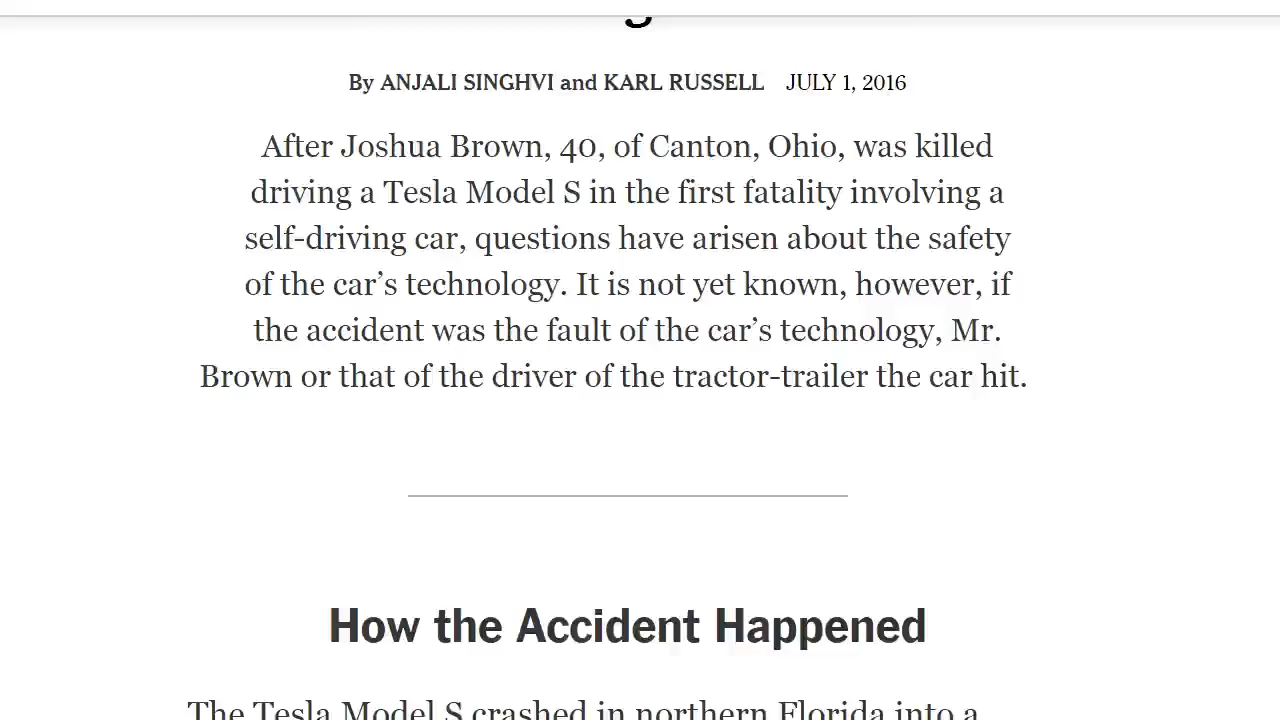 By ANJALI SINGHVI and KARL RUSSELL JULY 1, 2016
After Joshua Brown, 40, of Canton, Ohio, was killed
driving a Tesla Model S in the first fatality involving a
self-driving car, questions have arisen about the safety
of the car’s technology. It is not yet known, however, if
the accident was the fault of the car’s technology, Mr.
Brown or that of the driver of the tractor-trailer the car hit.
How the Accident Happened
The Tesla Model S crashed in northern Florida into a